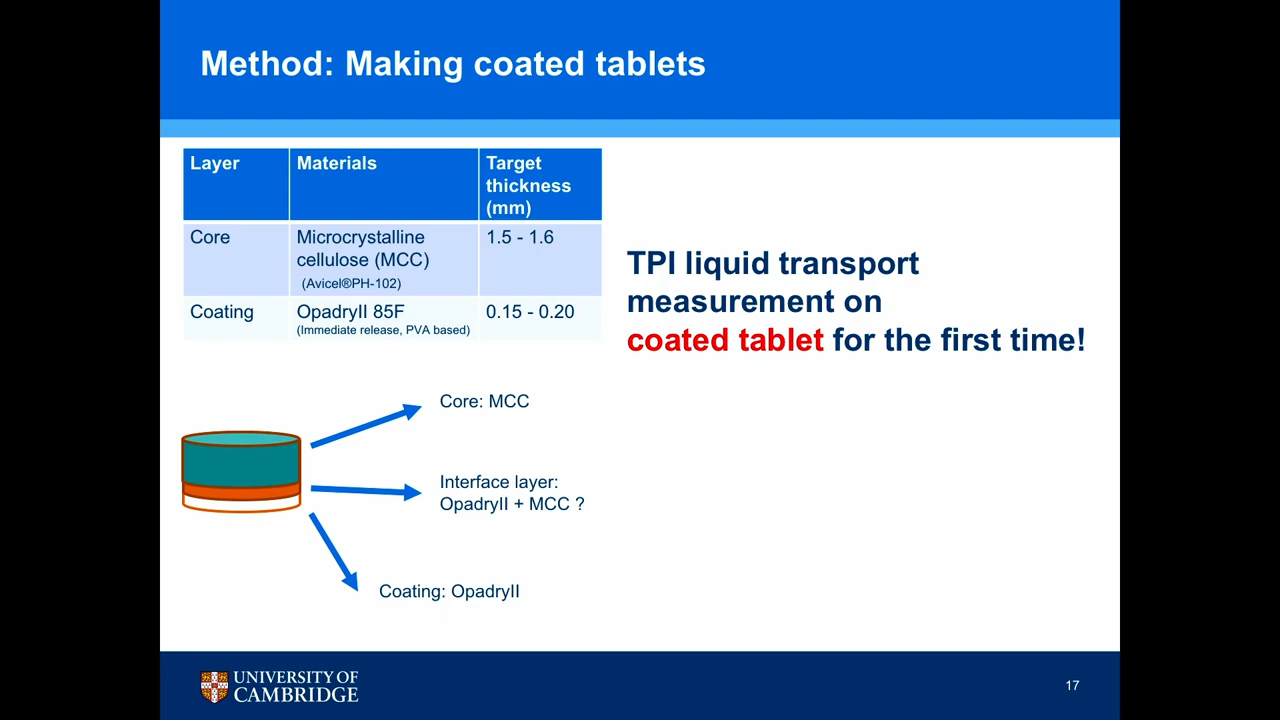 Method: Making coated tablets
Layer
Materials
Target
thickness
(mm)
Core
Microcrystalline
cellulose (MCC)
(Avicel®PH-102)
1.5 - 1.6
Coating
OpadryII 85F
(Immediate release, PVA based)
0.15 - 0.20
TPI liquid transport
measurement on
coated tablet for the first time!
Core: MCC
Interface layer:
OpadryII + MCC ?
Coating: OpadryII
UNIVERSITY OF
CAMBRIDGE
17